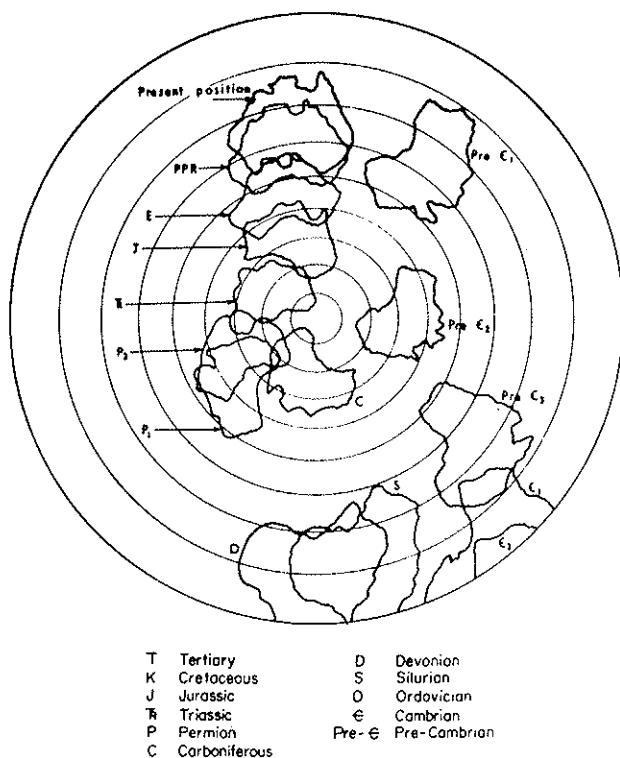 Present position
PPR
E
J
Ŧ
P₂
P₁
C
D
S
Pre Є₁
Pre Є₂
Pre Є₃
Є₁
Є₂
T Tertiary
K Cretaceous
J Jurassic
Ŧ Triassic
P Permian
C Carboniferous
D Devonian
S Silurian
O Ordovician
Є Cambrian
Pre-Є Pre-Cambrian